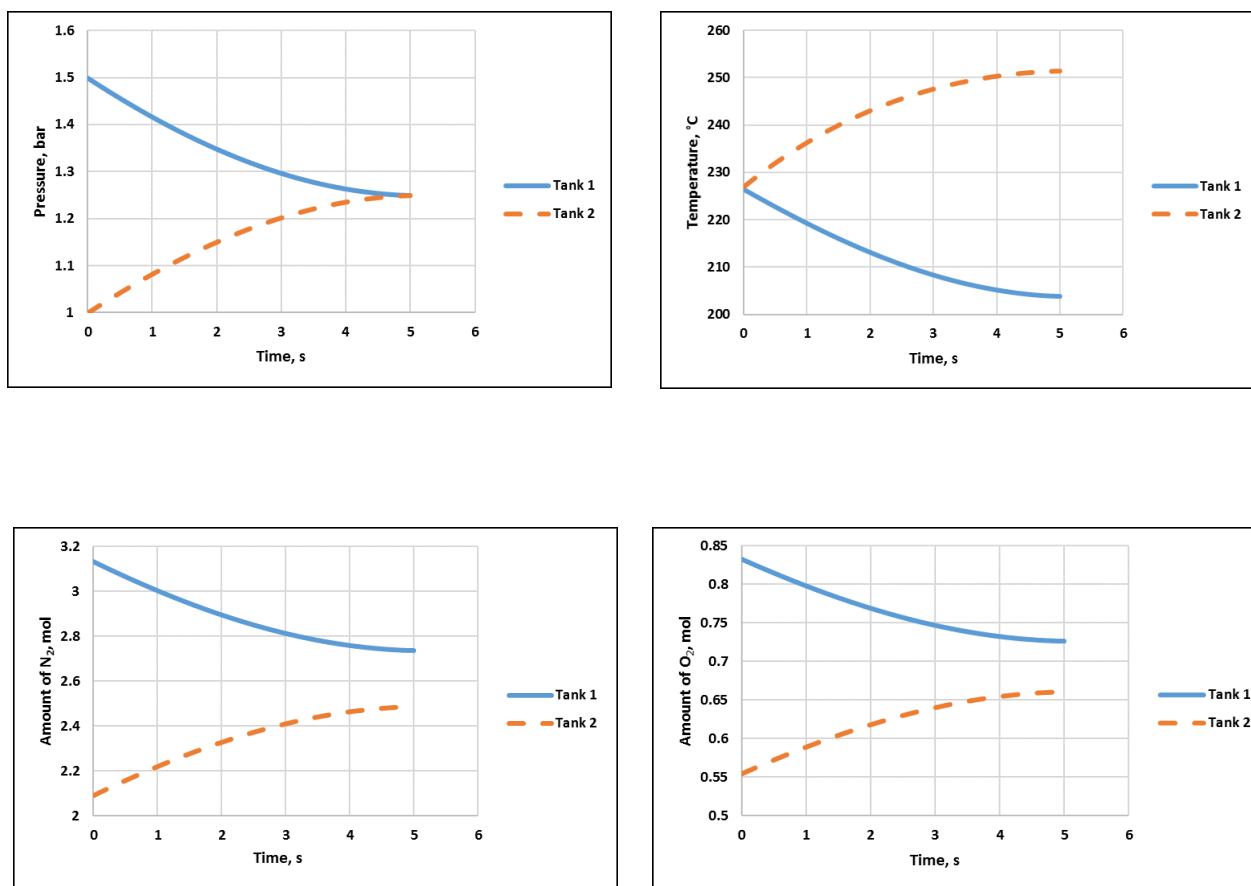 Pressure, bar
1.6
1.5
1.4
1.3
1.2
1.1
1
0 1 2 3 4 5 6
Time, s
Tank 1
Tank 2
Temperature, °C
260
250
240
230
220
210
200
0 1 2 3 4 5 6
Time, s
Tank 1
Tank 2
Amount of N₂, mol
3.2
3
2.8
2.6
2.4
2.2
2
0 1 2 3 4 5 6
Time, s
Tank 1
Tank 2
Amount of O₂, mol
0.85
0.8
0.75
0.7
0.65
0.6
0.55
0.5
0 1 2 3 4 5 6
Time, s
Tank 1
Tank 2